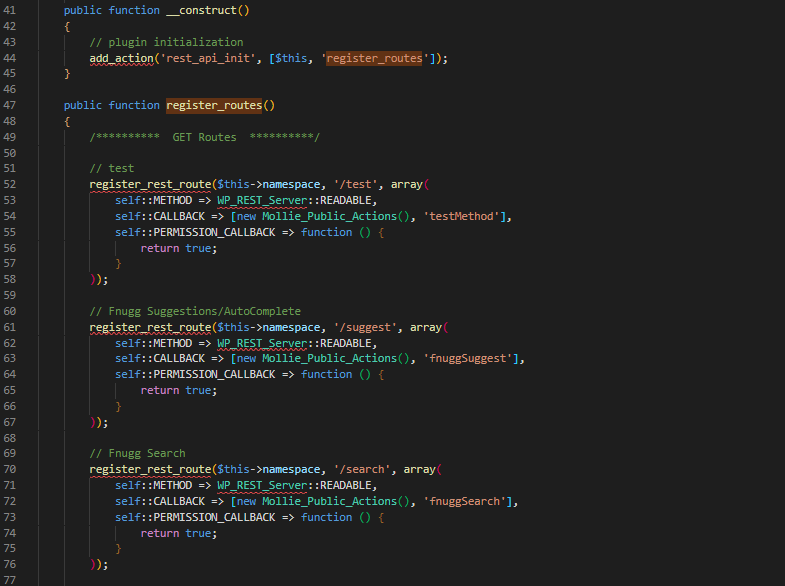 41 public function __construct()
42 {
43 // plugin initialization
44 add_action('rest_api_init', [$this, 'register_routes']);
45 }
46
47 public function register_routes()
48 {
49 /********** GET Routes **********/
50
51 // test
52 register_rest_route($this->namespace, '/test', array(
53 self::METHOD => WP_REST_Server::READABLE,
54 self::CALLBACK => [new Mollie_Public_Actions(), 'testMethod'],
55 self::PERMISSION_CALLBACK => function () {
56 return true;
57 }
58 ));
59
60 // Fnugg Suggestions/AutoComplete
61 register_rest_route($this->namespace, '/suggest', array(
62 self::METHOD => WP_REST_Server::READABLE,
63 self::CALLBACK => [new Mollie_Public_Actions(), 'fnuggSuggest'],
64 self::PERMISSION_CALLBACK => function () {
65 return true;
66 }
67 ));
68
69 // Fnugg Search
70 register_rest_route($this->namespace, '/search', array(
71 self::METHOD => WP_REST_Server::READABLE,
72 self::CALLBACK => [new Mollie_Public_Actions(), 'fnuggSearch'],
73 self::PERMISSION_CALLBACK => function () {
74 return true;
75 }
76 ));
77